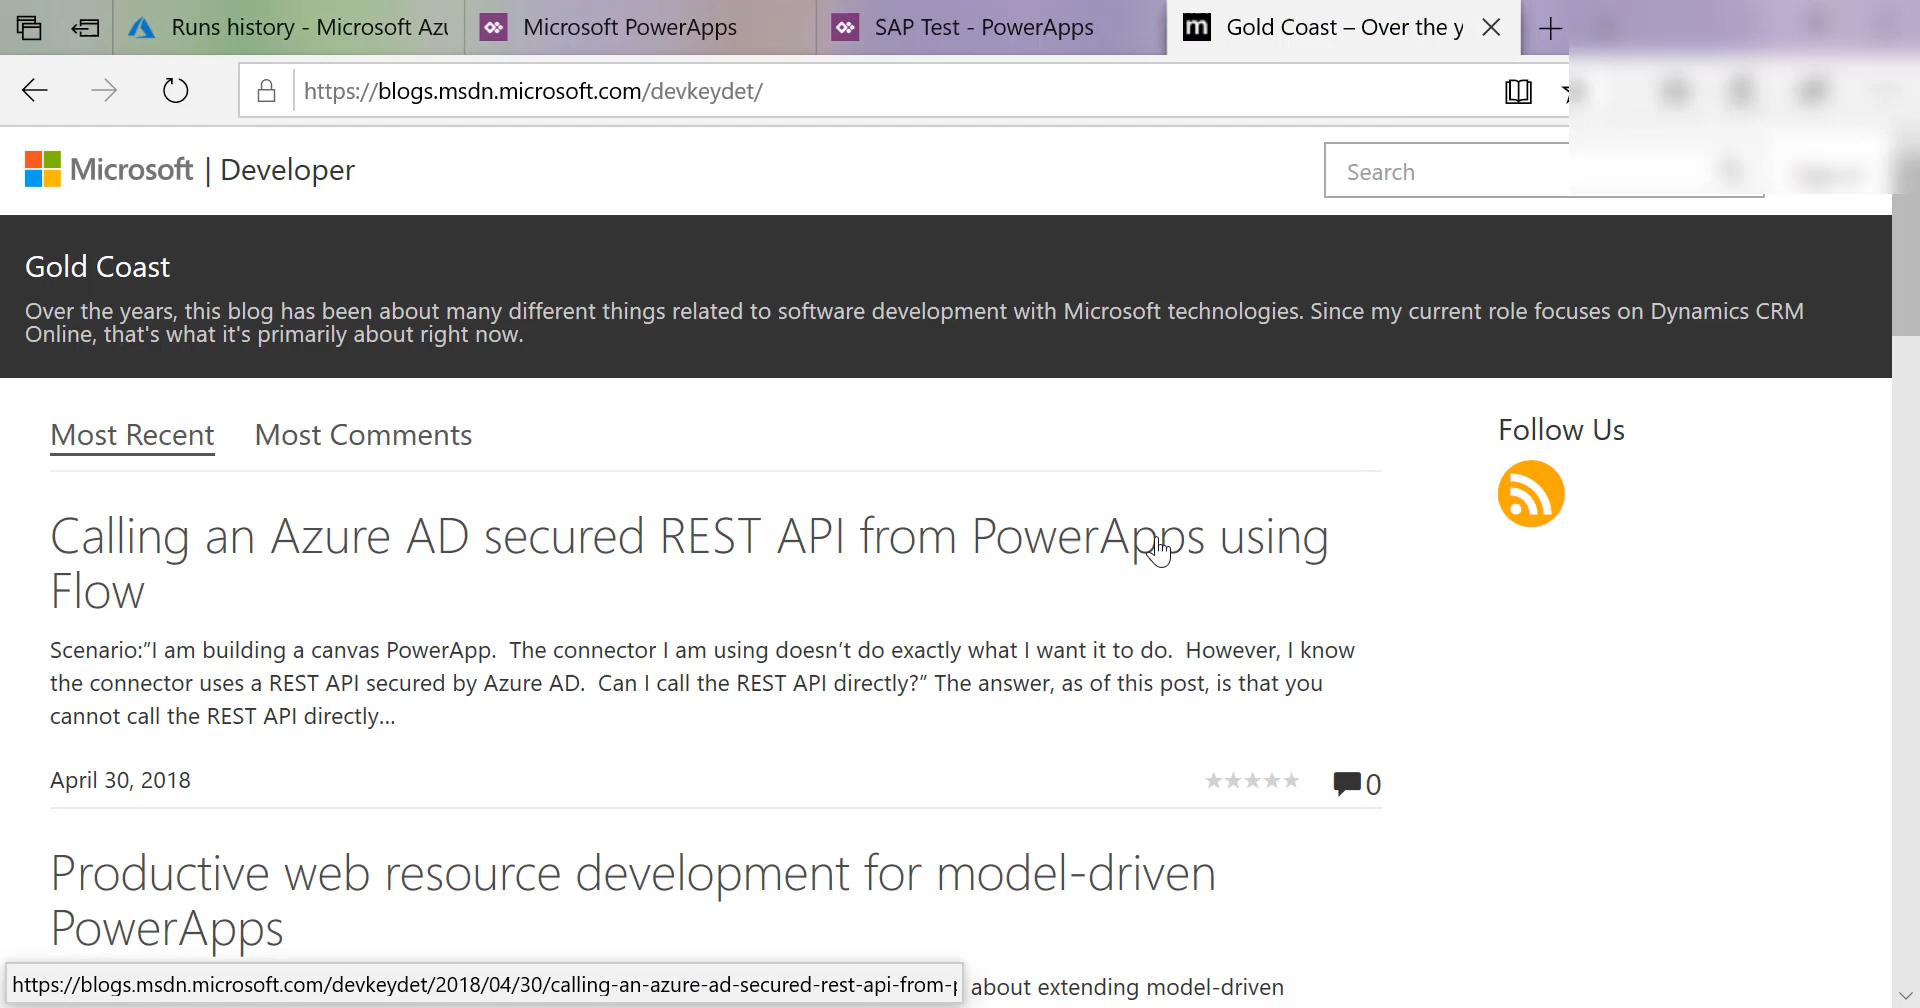 Runs history - Microsoft Azu
Microsoft PowerApps
SAP Test - PowerApps
Gold Coast – Over the y
https://blogs.msdn.microsoft.com/devkeydet/
Microsoft | Developer
Search
Gold Coast
Over the years, this blog has been about many different things related to software development with Microsoft technologies. Since my current role focuses on Dynamics CRM
Online, that's what it's primarily about right now.
Most Recent Most Comments
Follow Us
Calling an Azure AD secured REST API from PowerApps using
Flow
Scenario:”I am building a canvas PowerApp.  The connector I am using doesn’t do exactly what I want it to do.  However, I know
the connector uses a REST API secured by Azure AD.  Can I call the REST API directly?” The answer, as of this post, is that you
cannot call the REST API directly...
April 30, 2018
0
Productive web resource development for model-driven
PowerApps
https://blogs.msdn.microsoft.com/devkeydet/2018/04/30/calling-an-azure-ad-secured-rest-api-from-
about extending model-driven